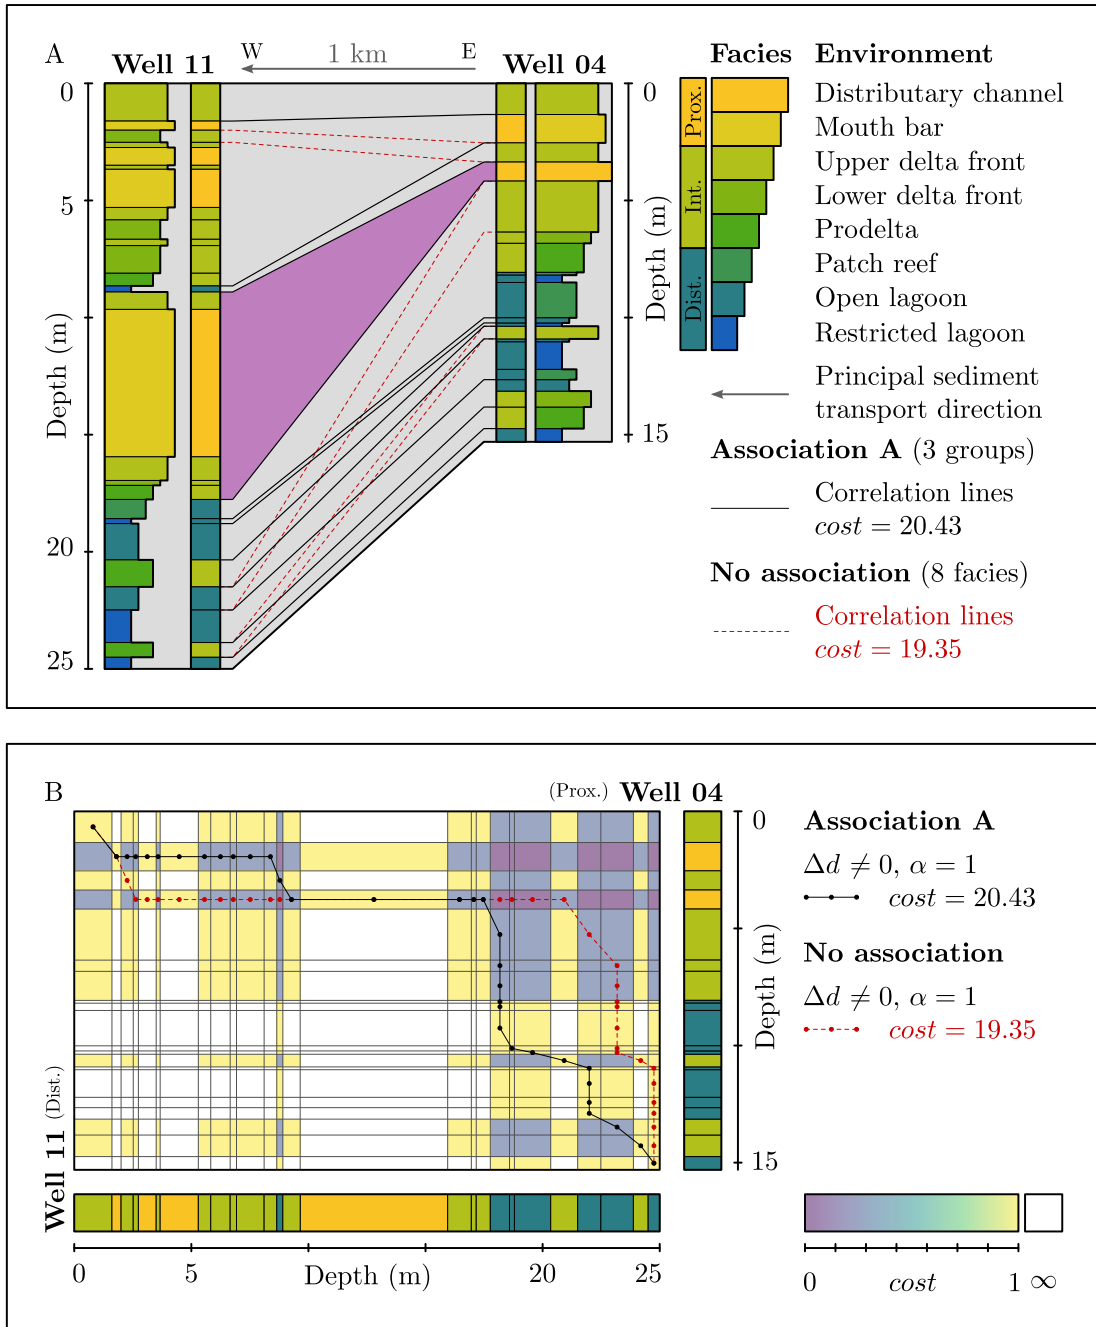 A
W
E
1 km
Well 11
Well 04
0
5
20
25
Depth (m)
0
15
Depth (m)
Facies
Environment
Prox.
Int.
Dist.
Distributary channel
Mouth bar
Upper delta front
Lower delta front
Prodelta
Patch reef
Open lagoon
Restricted lagoon
Principal sediment
transport direction
Association A (3 groups)
Correlation lines
cost = 20.43
No association (8 facies)
Correlation lines
cost = 19.35
B
(Prox.) Well 04
0
15
Depth (m)
Well 11 (Dist.)
0
5
20
25
Depth (m)
Association A
Δd ≠ 0, α = 1
cost = 20.43
No association
Δd ≠ 0, α = 1
cost = 19.35
0
cost
1
∞